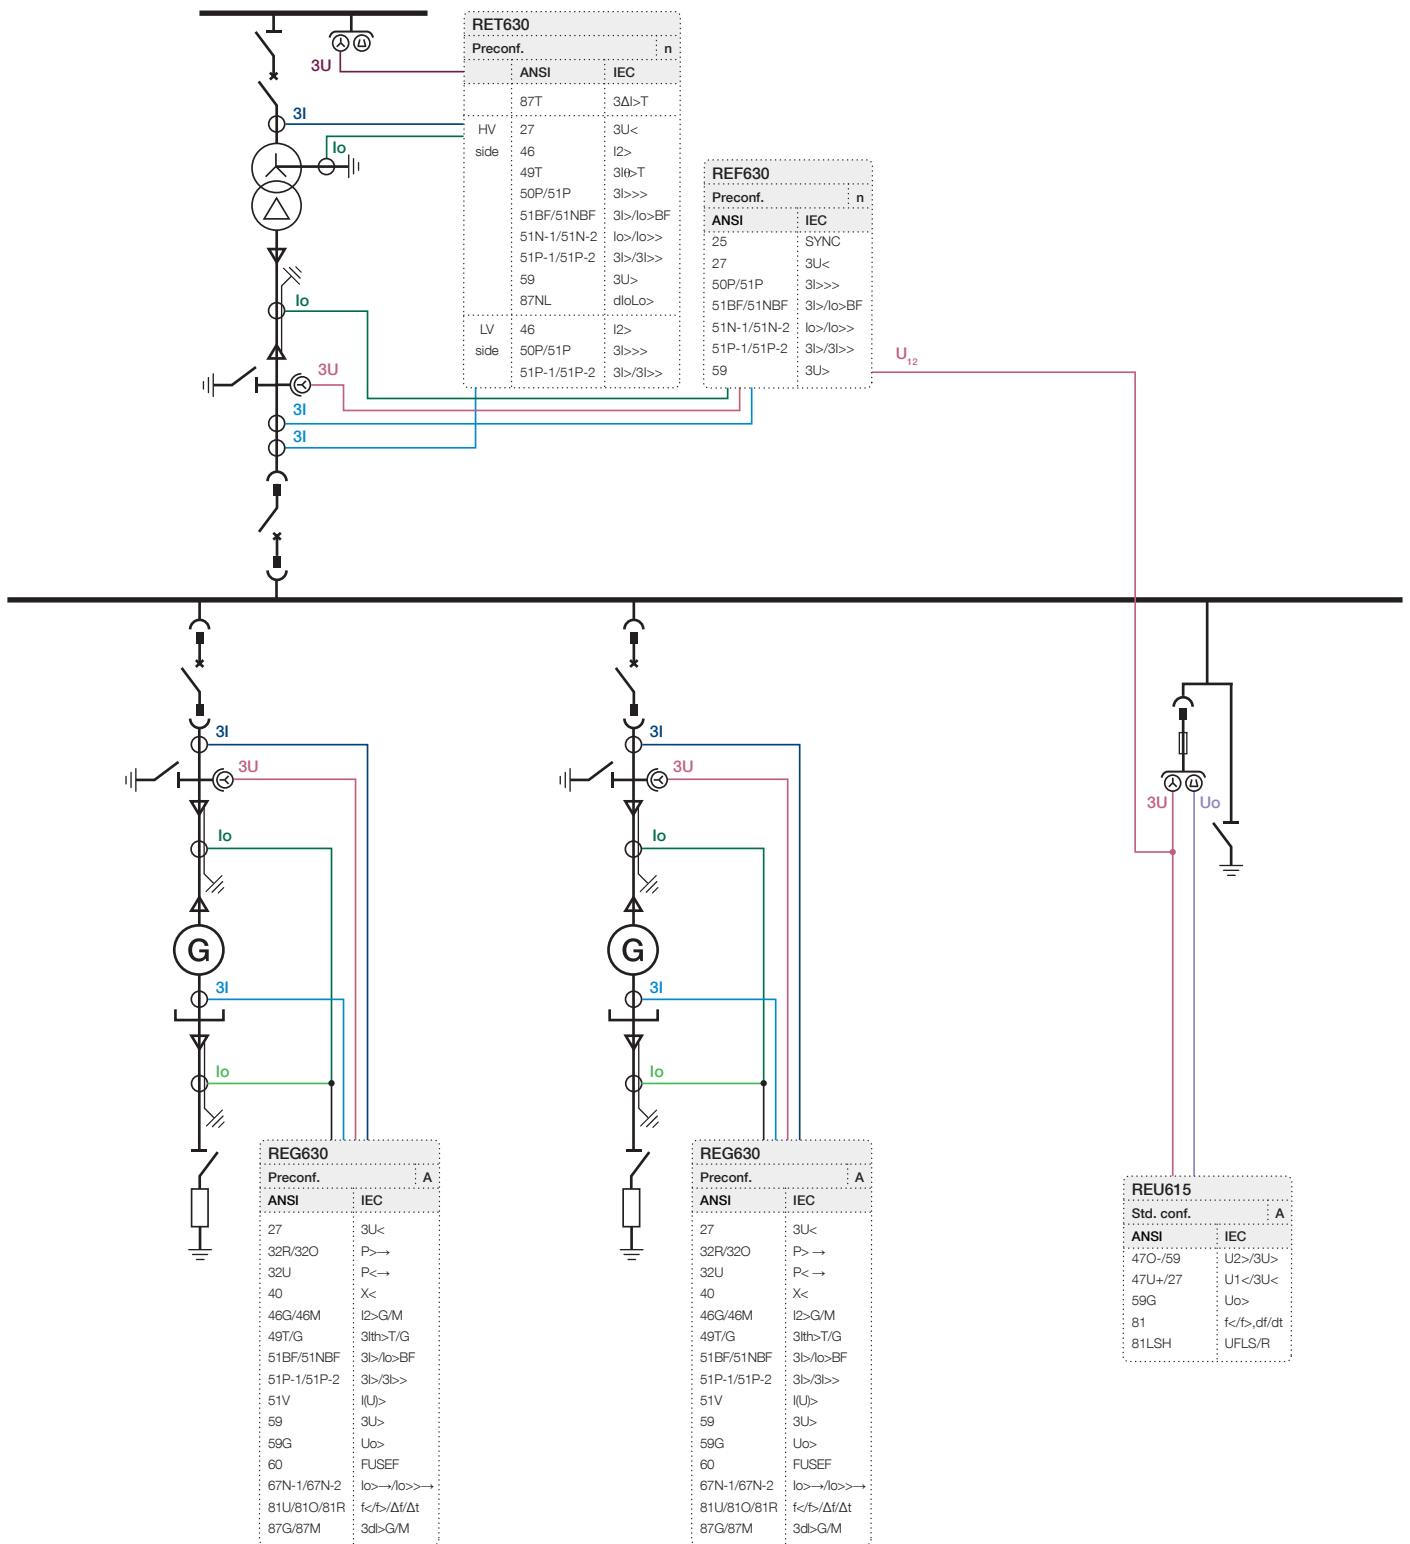 RET630
Preconf. n
ANSI IEC
87T 3ΔI>T
HV 27 3U<
side 46 I2>
49T 3Iθ>T
50P/51P 3I>>>
51BF/51NBF 3I>/Io>BF
51N-1/51N-2 Io>/Io>>
51P-1/51P-2 3I>/3I>>
59 3U>
87NL dIoLo>
LV 46 I2>
side 50P/51P 3I>>>
51P-1/51P-2 3I>/3I>>
3U
3I
Io
REF630
Preconf. n
ANSI IEC
25 SYNC
27 3U<
50P/51P 3I>>>
51BF/51NBF 3I>/Io>BF
51N-1/51N-2 Io>/Io>>
51P-1/51P-2 3I>/3I>>
59 3U>
U12
Io
3U
3I
3I
3I
3U
Io
G
3I
Io
REG630
Preconf. A
ANSI IEC
27 3U<
32R/32O P>→
32U P<→
40 X<
46G/46M I2>G/M
49T/G 3Ith>T/G
51BF/51NBF 3I>/Io>BF
51P-1/51P-2 3I>/3I>>
51V I(U)>
59 3U>
59G Uo>
60 FUSEF
67N-1/67N-2 Io>→/Io>>→
81U/81O/81R f</f>/Δf/Δt
87G/87M 3dI>G/M
3I
3U
Io
G
3I
Io
REG630
Preconf. A
ANSI IEC
27 3U<
32R/32O P>→
32U P<→
40 X<
46G/46M I2>G/M
49T/G 3Ith>T/G
51BF/51NBF 3I>/Io>BF
51P-1/51P-2 3I>/3I>>
51V I(U)>
59 3U>
59G Uo>
60 FUSEF
67N-1/67N-2 Io>→/Io>>→
81U/81O/81R f</f>/Δf/Δt
87G/87M 3dI>G/M
3U Uo
REU615
Std. conf. A
ANSI IEC
47O-/59 U2>/3U>
47U+/27 U1</3U<
59G Uo>
81 f</f>,df/dt
81LSH UFLS/R